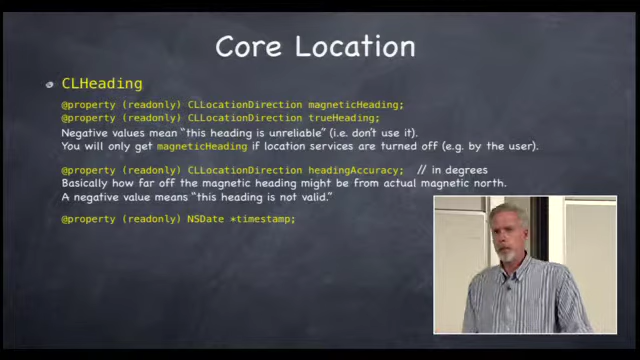 Core Location
CLHeading
@property (readonly) CLLocationDirection magneticHeading;
@property (readonly) CLLocationDirection trueHeading;
Negative values mean “this heading is unreliable” (i.e. don’t use it).
You will only get magneticHeading if location services are turned off (e.g. by the user).
@property (readonly) CLLocationDirection headingAccuracy; // in degrees
Basically how far off the magnetic heading might be from actual magnetic north.
A negative value means “this heading is not valid.”
@property (readonly) NSDate *timestamp;